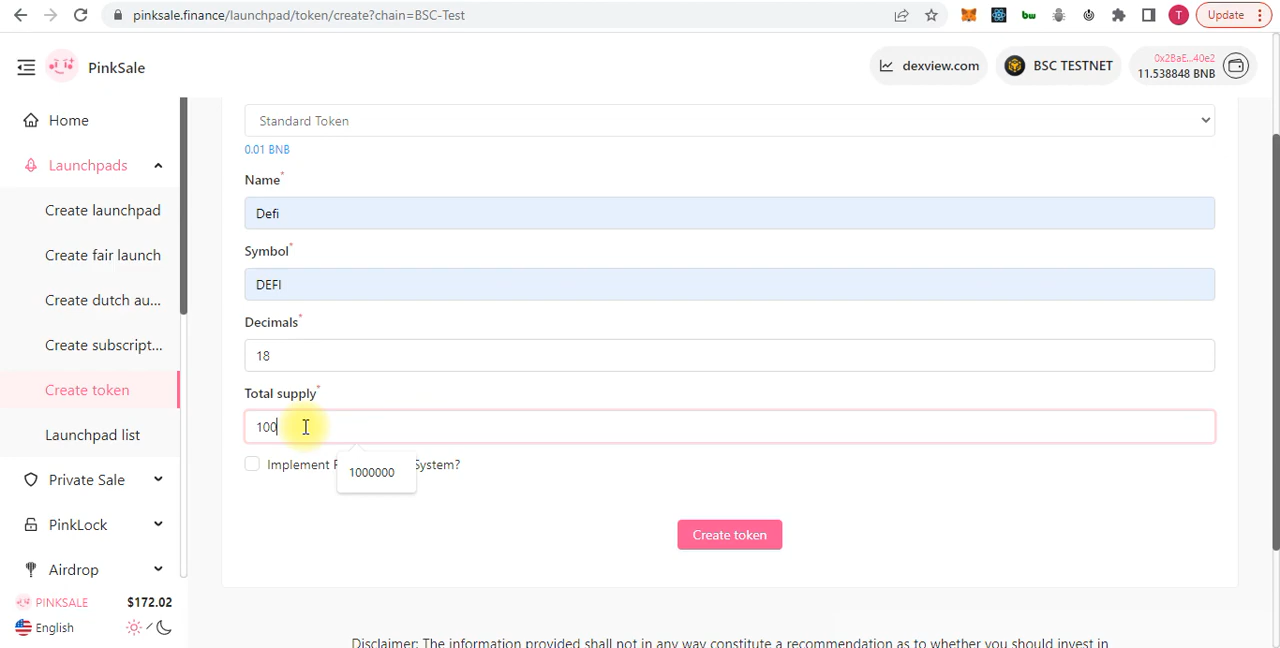 pinksale.finance/launchpad/token/create?chain=BSC-Test
bw
T
Update
PinkSale
dexview.com
BSC TESTNET
0x2BaE...40e2
11.538848 BNB
Home
Launchpads
Create launchpad
Create fair launch
Create dutch au...
Create subscript...
Create token
Launchpad list
Private Sale
PinkLock
Airdrop
PINKSALE $172.02
English
Standard Token
0.01 BNB
Name*
Defi
Symbol*
DEFI
Decimals*
18
Total supply*
100
1000000
Implement System?
Create token
Disclaimer: The information provided shall not in any way constitute a recommendation as to whether you should invest in